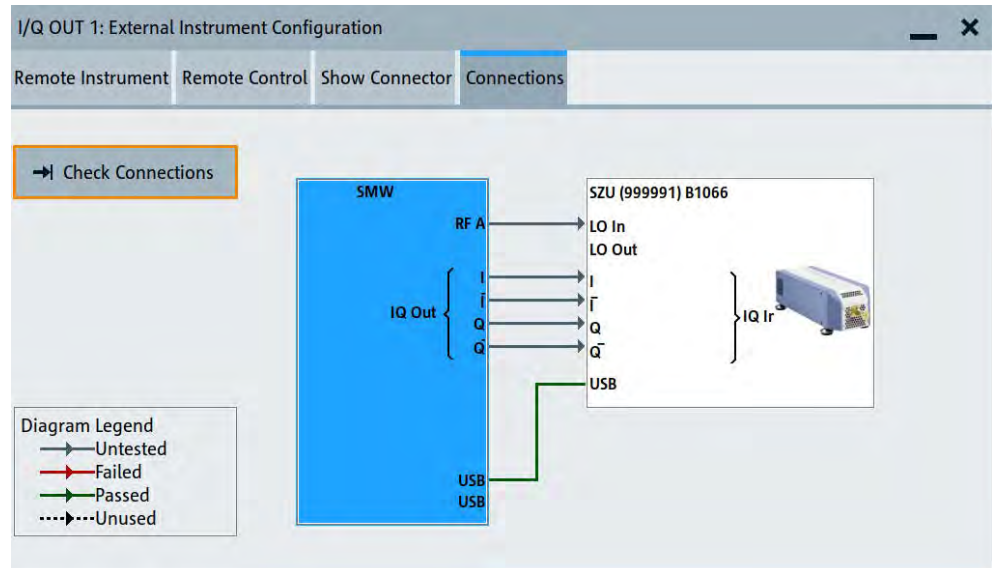 I/Q OUT 1: External Instrument Configuration
Remote Instrument Remote Control Show Connector Connections
Check Connections
SMW
RF A
IQ Out
I
Ī
Q
Q̄
USB
USB
SZU (999991) B1066
LO In
LO Out
I
Ī
Q
Q̄
IQ Ir
USB
Diagram Legend
Untested
Failed
Passed
Unused